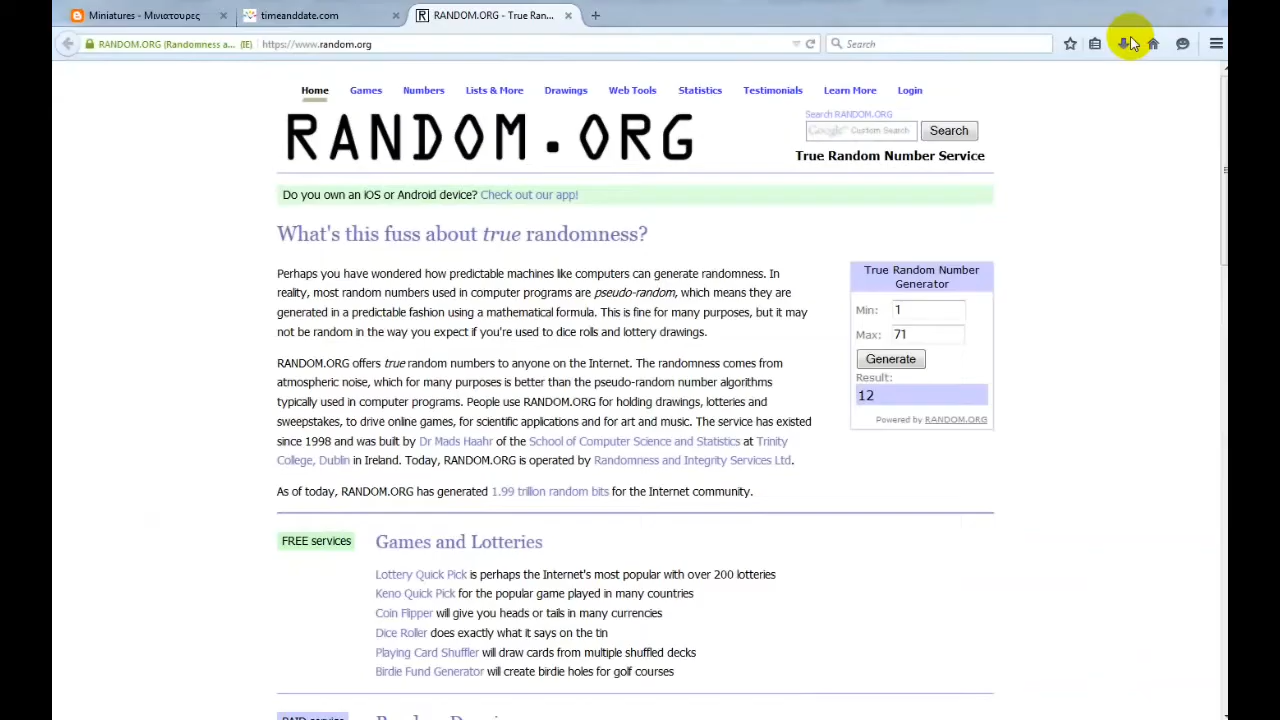 Miniatures - Μινιατουρες
timeanddate.com
RANDOM.ORG - True Ran...
RANDOM.ORG (Randomness a... (IE)
https://www.random.org
Search
Home Games Numbers Lists & More Drawings Web Tools Statistics Testimonials Learn More Login
RANDOM.ORG
Search RANDOM.ORG
Google™ Custom Search
Search
True Random Number Service
Do you own an iOS or Android device? Check out our app!
What's this fuss about true randomness?
Perhaps you have wondered how predictable machines like computers can generate randomness. In
reality, most random numbers used in computer programs are pseudo-random, which means they are
generated in a predictable fashion using a mathematical formula. This is fine for many purposes, but it may
not be random in the way you expect if you're used to dice rolls and lottery drawings.
RANDOM.ORG offers true random numbers to anyone on the Internet. The randomness comes from
atmospheric noise, which for many purposes is better than the pseudo-random number algorithms
typically used in computer programs. People use RANDOM.ORG for holding drawings, lotteries and
sweepstakes, to drive online games, for scientific applications and for art and music. The service has existed
since 1998 and was built by Dr Mads Haahr of the School of Computer Science and Statistics at Trinity
College, Dublin in Ireland. Today, RANDOM.ORG is operated by Randomness and Integrity Services Ltd.
As of today, RANDOM.ORG has generated 1.99 trillion random bits for the Internet community.
True Random Number
Generator
Min: 1
Max: 71
Generate
Result:
12
Powered by RANDOM.ORG
FREE services
Games and Lotteries
Lottery Quick Pick is perhaps the Internet's most popular with over 200 lotteries
Keno Quick Pick for the popular game played in many countries
Coin Flipper will give you heads or tails in many currencies
Dice Roller does exactly what it says on the tin
Playing Card Shuffler will draw cards from multiple shuffled decks
Birdie Fund Generator will create birdie holes for golf courses